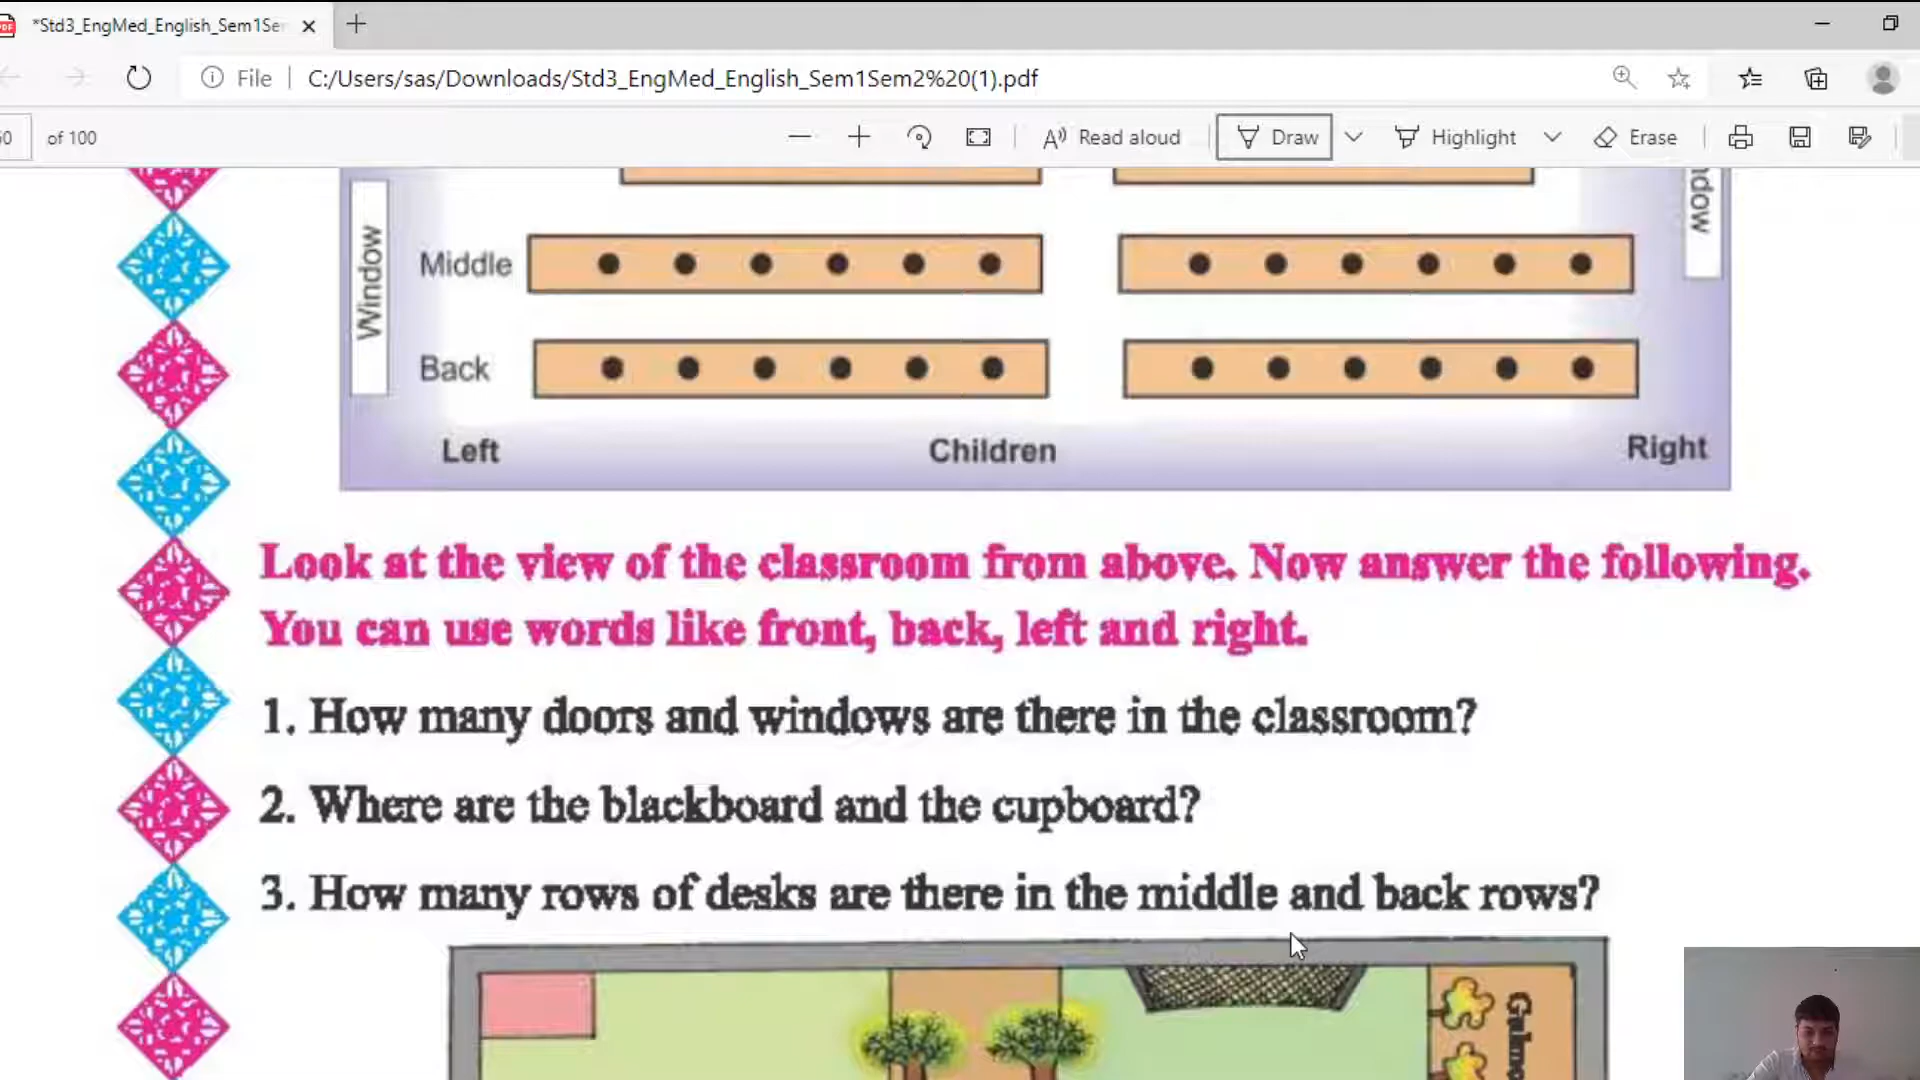 *Std3_EngMed_English_Sem1Se
File
C:/Users/sas/Downloads/Std3_EngMed_English_Sem1Sem2%20(1).pdf
of 100
Read aloud
Draw
Highlight
Erase
Window
Middle
Back
Left
Children
Right
Look at the view of the classroom from above. Now answer the following.
You can use words like front, back, left and right.
1. How many doors and windows are there in the classroom?
2. Where are the blackboard and the cupboard?
3. How many rows of desks are there in the middle and back rows?